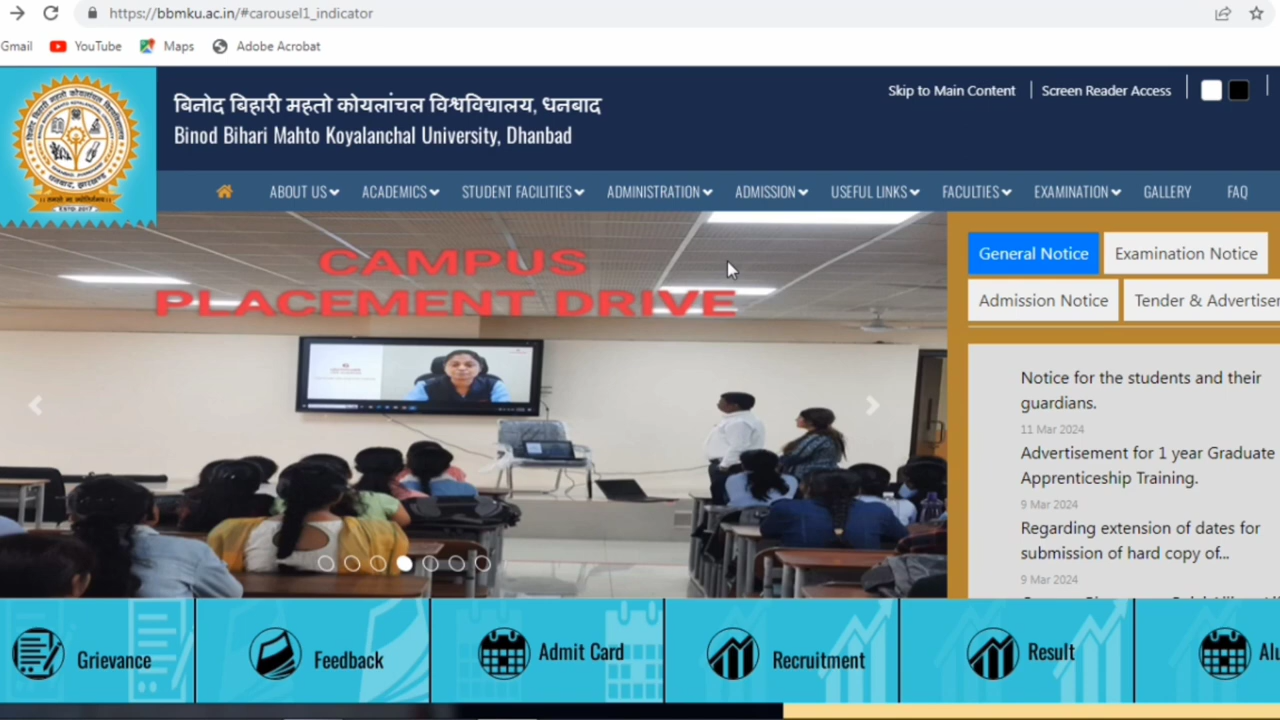 https://bbmku.ac.in/#carousel1_indicator
Gmail YouTube Maps Adobe Acrobat
बिनोद बिहारी महतो कोयलांचल विश्वविद्यालय, धनबाद
Binod Bihari Mahto Koyalanchal University, Dhanbad
Skip to Main Content Screen Reader Access
ABOUT US ACADEMICS STUDENT FACILITIES ADMINISTRATION ADMISSION USEFUL LINKS FACULTIES EXAMINATION GALLERY FAQ
CAMPUS
PLACEMENT DRIVE
General Notice Examination Notice
Admission Notice Tender &
Notice for the students and their
guardians.
11 Mar 2024
Advertisement for 1 year Graduate
Apprenticeship Training.
9 Mar 2024
Regarding extension of dates for
submission of hard copy of...
9 Mar 2024
Grievance Feedback Admit Card Recruitment Result